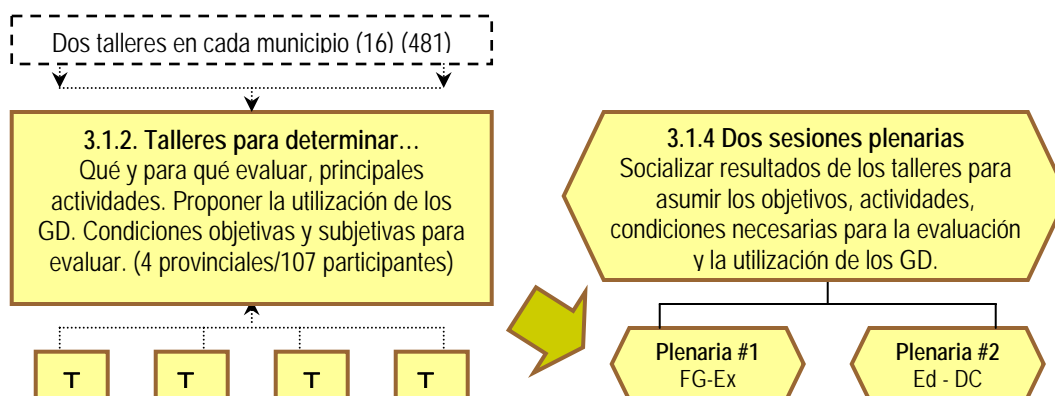 Dos talleres en cada municipio (16) (481)
3.1.2. Talleres para determinar…
Qué y para qué evaluar, principales
actividades. Proponer la utilización de los
GD. Condiciones objetivas y subjetivas para
evaluar. (4 provinciales/107 participantes)
T
T
T
T
3.1.4 Dos sesiones plenarias
Socializar resultados de los talleres para
asumir los objetivos, actividades,
condiciones necesarias para la evaluación
y la utilización de los GD.
Plenaria #1
FG-Ex
Plenaria #2
Ed - DC